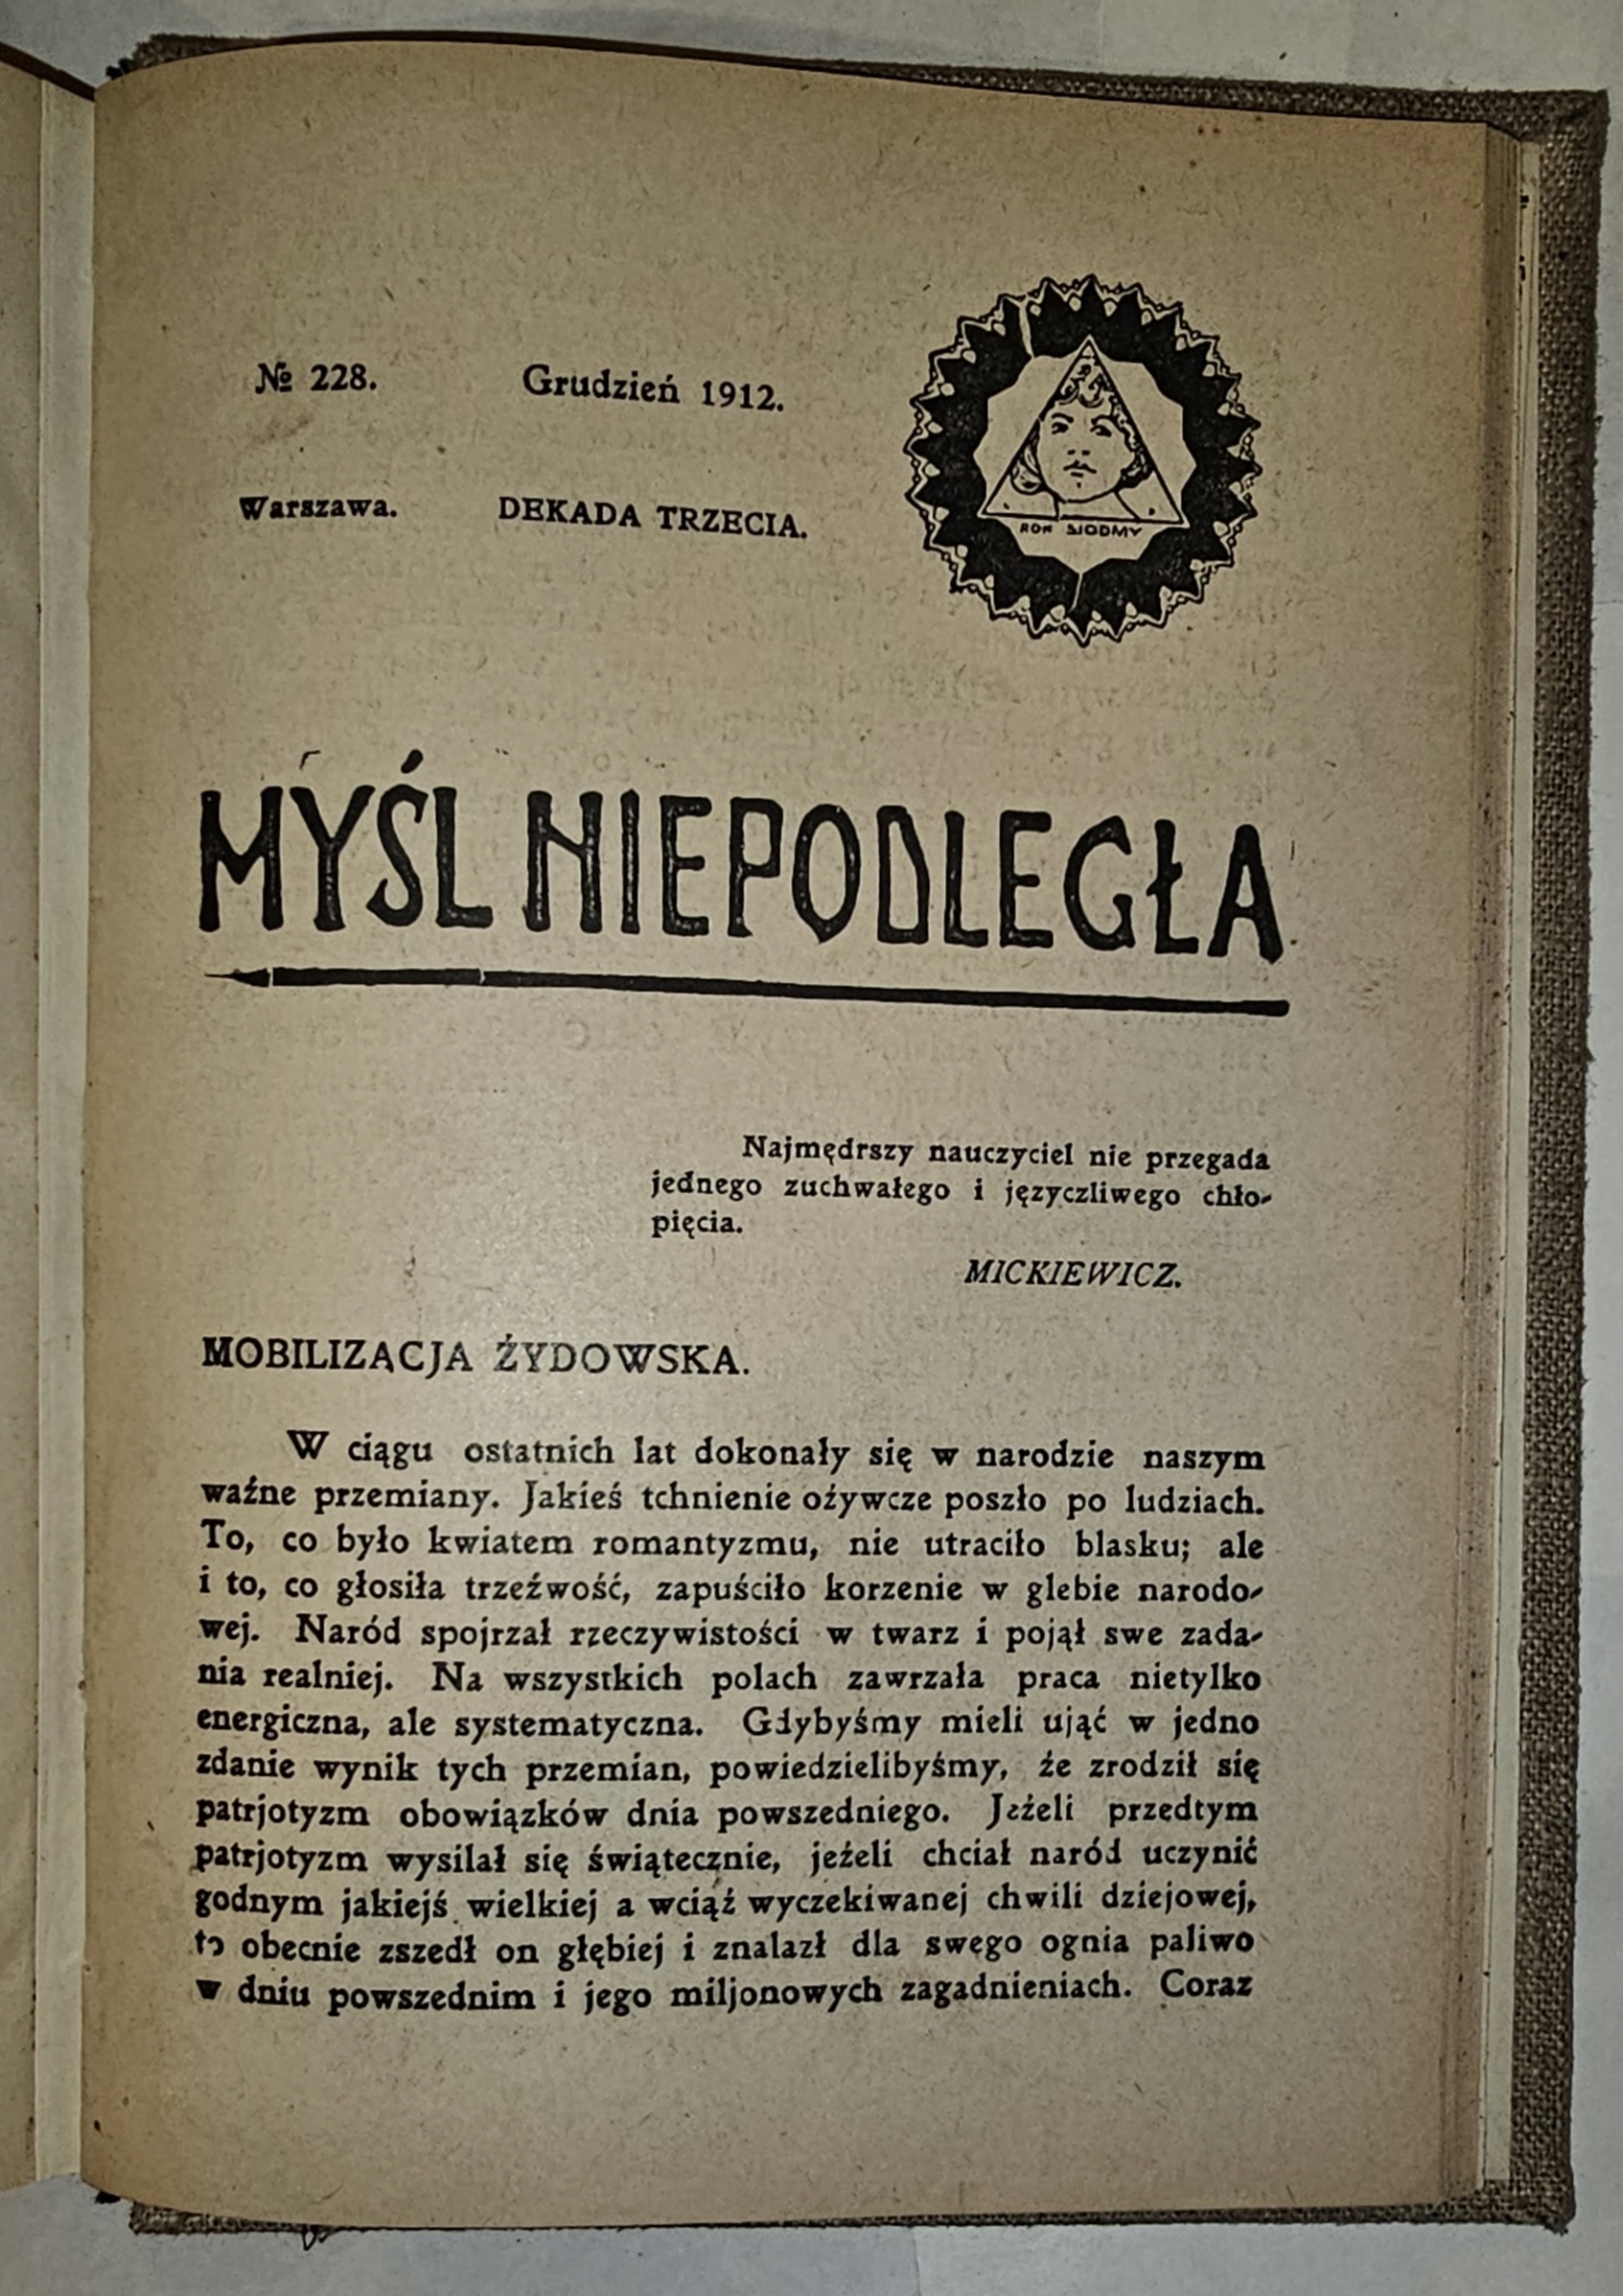 № 228.
Grudzień 1912.
Warszawa.
DEKADA TRZECIA.
ROK SIODMY
MYŚL NIEPODLEGŁA
Najmędrszy nauczyciel nie przegada
jednego zuchwałego i języczliwego chło-
pięcia.
MICKIEWICZ.
MOBILIZACJA ŻYDOWSKA.
W ciągu ostatnich lat dokonały się w narodzie naszym
ważne przemiany. Jakieś tchnienie ożywcze poszło po ludziach.
To, co było kwiatem romantyzmu, nie utraciło blasku; ale
i to, co głosiła trzeźwość, zapuściło korzenie w glebie narodo-
wej. Naród spojrzał rzeczywistości w twarz i pojął swe zada-
nia realniej. Na wszystkich polach zawrzała praca nietylko
energiczna, ale systematyczna. Gdybyśmy mieli ująć w jedno
zdanie wynik tych przemian, powiedzielibyśmy, że zrodził się
patrjotyzm obowiązków dnia powszedniego. Jeżeli przedtym
patrjotyzm wysilał się świątecznie, jeżeli chciał naród uczynić
godnym jakiejś wielkiej a wciąż wyczekiwanej chwili dziejowej,
to obecnie zszedł on głębiej i znalazł dla swego ognia paliwo
w dniu powszednim i jego miljonowych zagadnieniach. Coraz